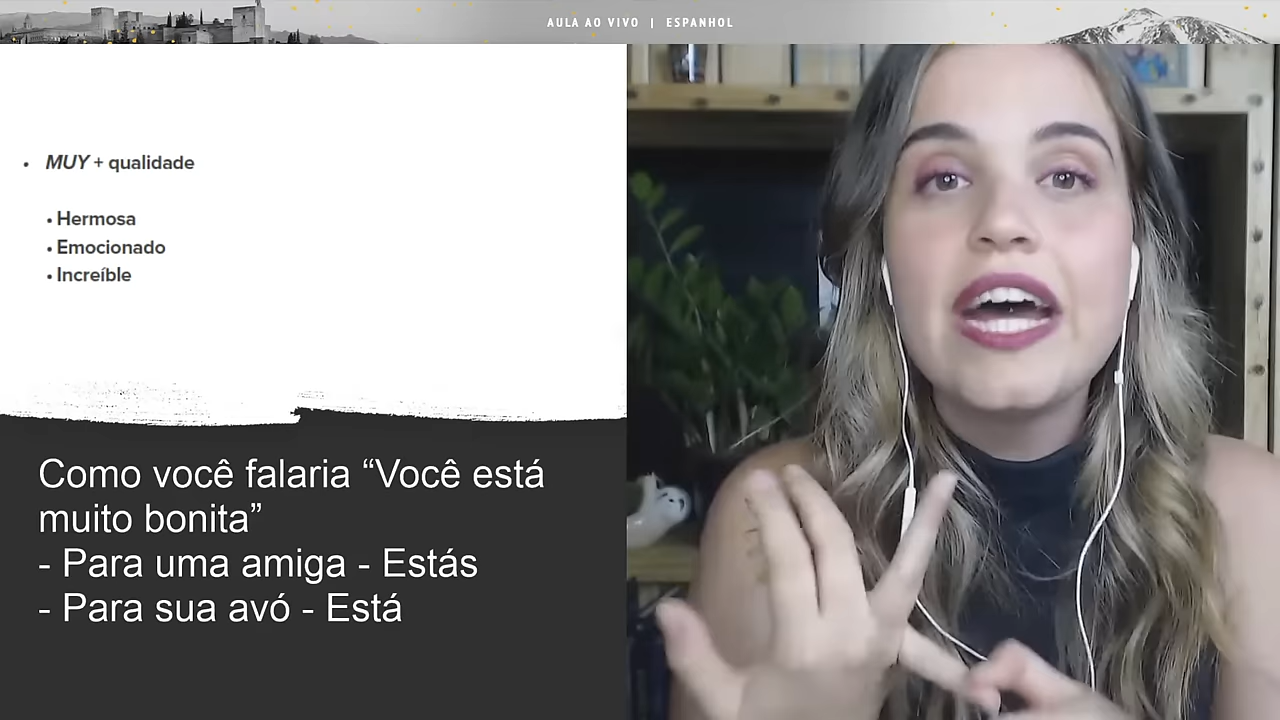 AULA AO VIVO | ESPANHOL
• MUY + qualidade
• Hermosa
• Emocionado
• Increíble
Como você falaria “Você está
muito bonita”
- Para uma amiga - Estás
- Para sua avó - Está